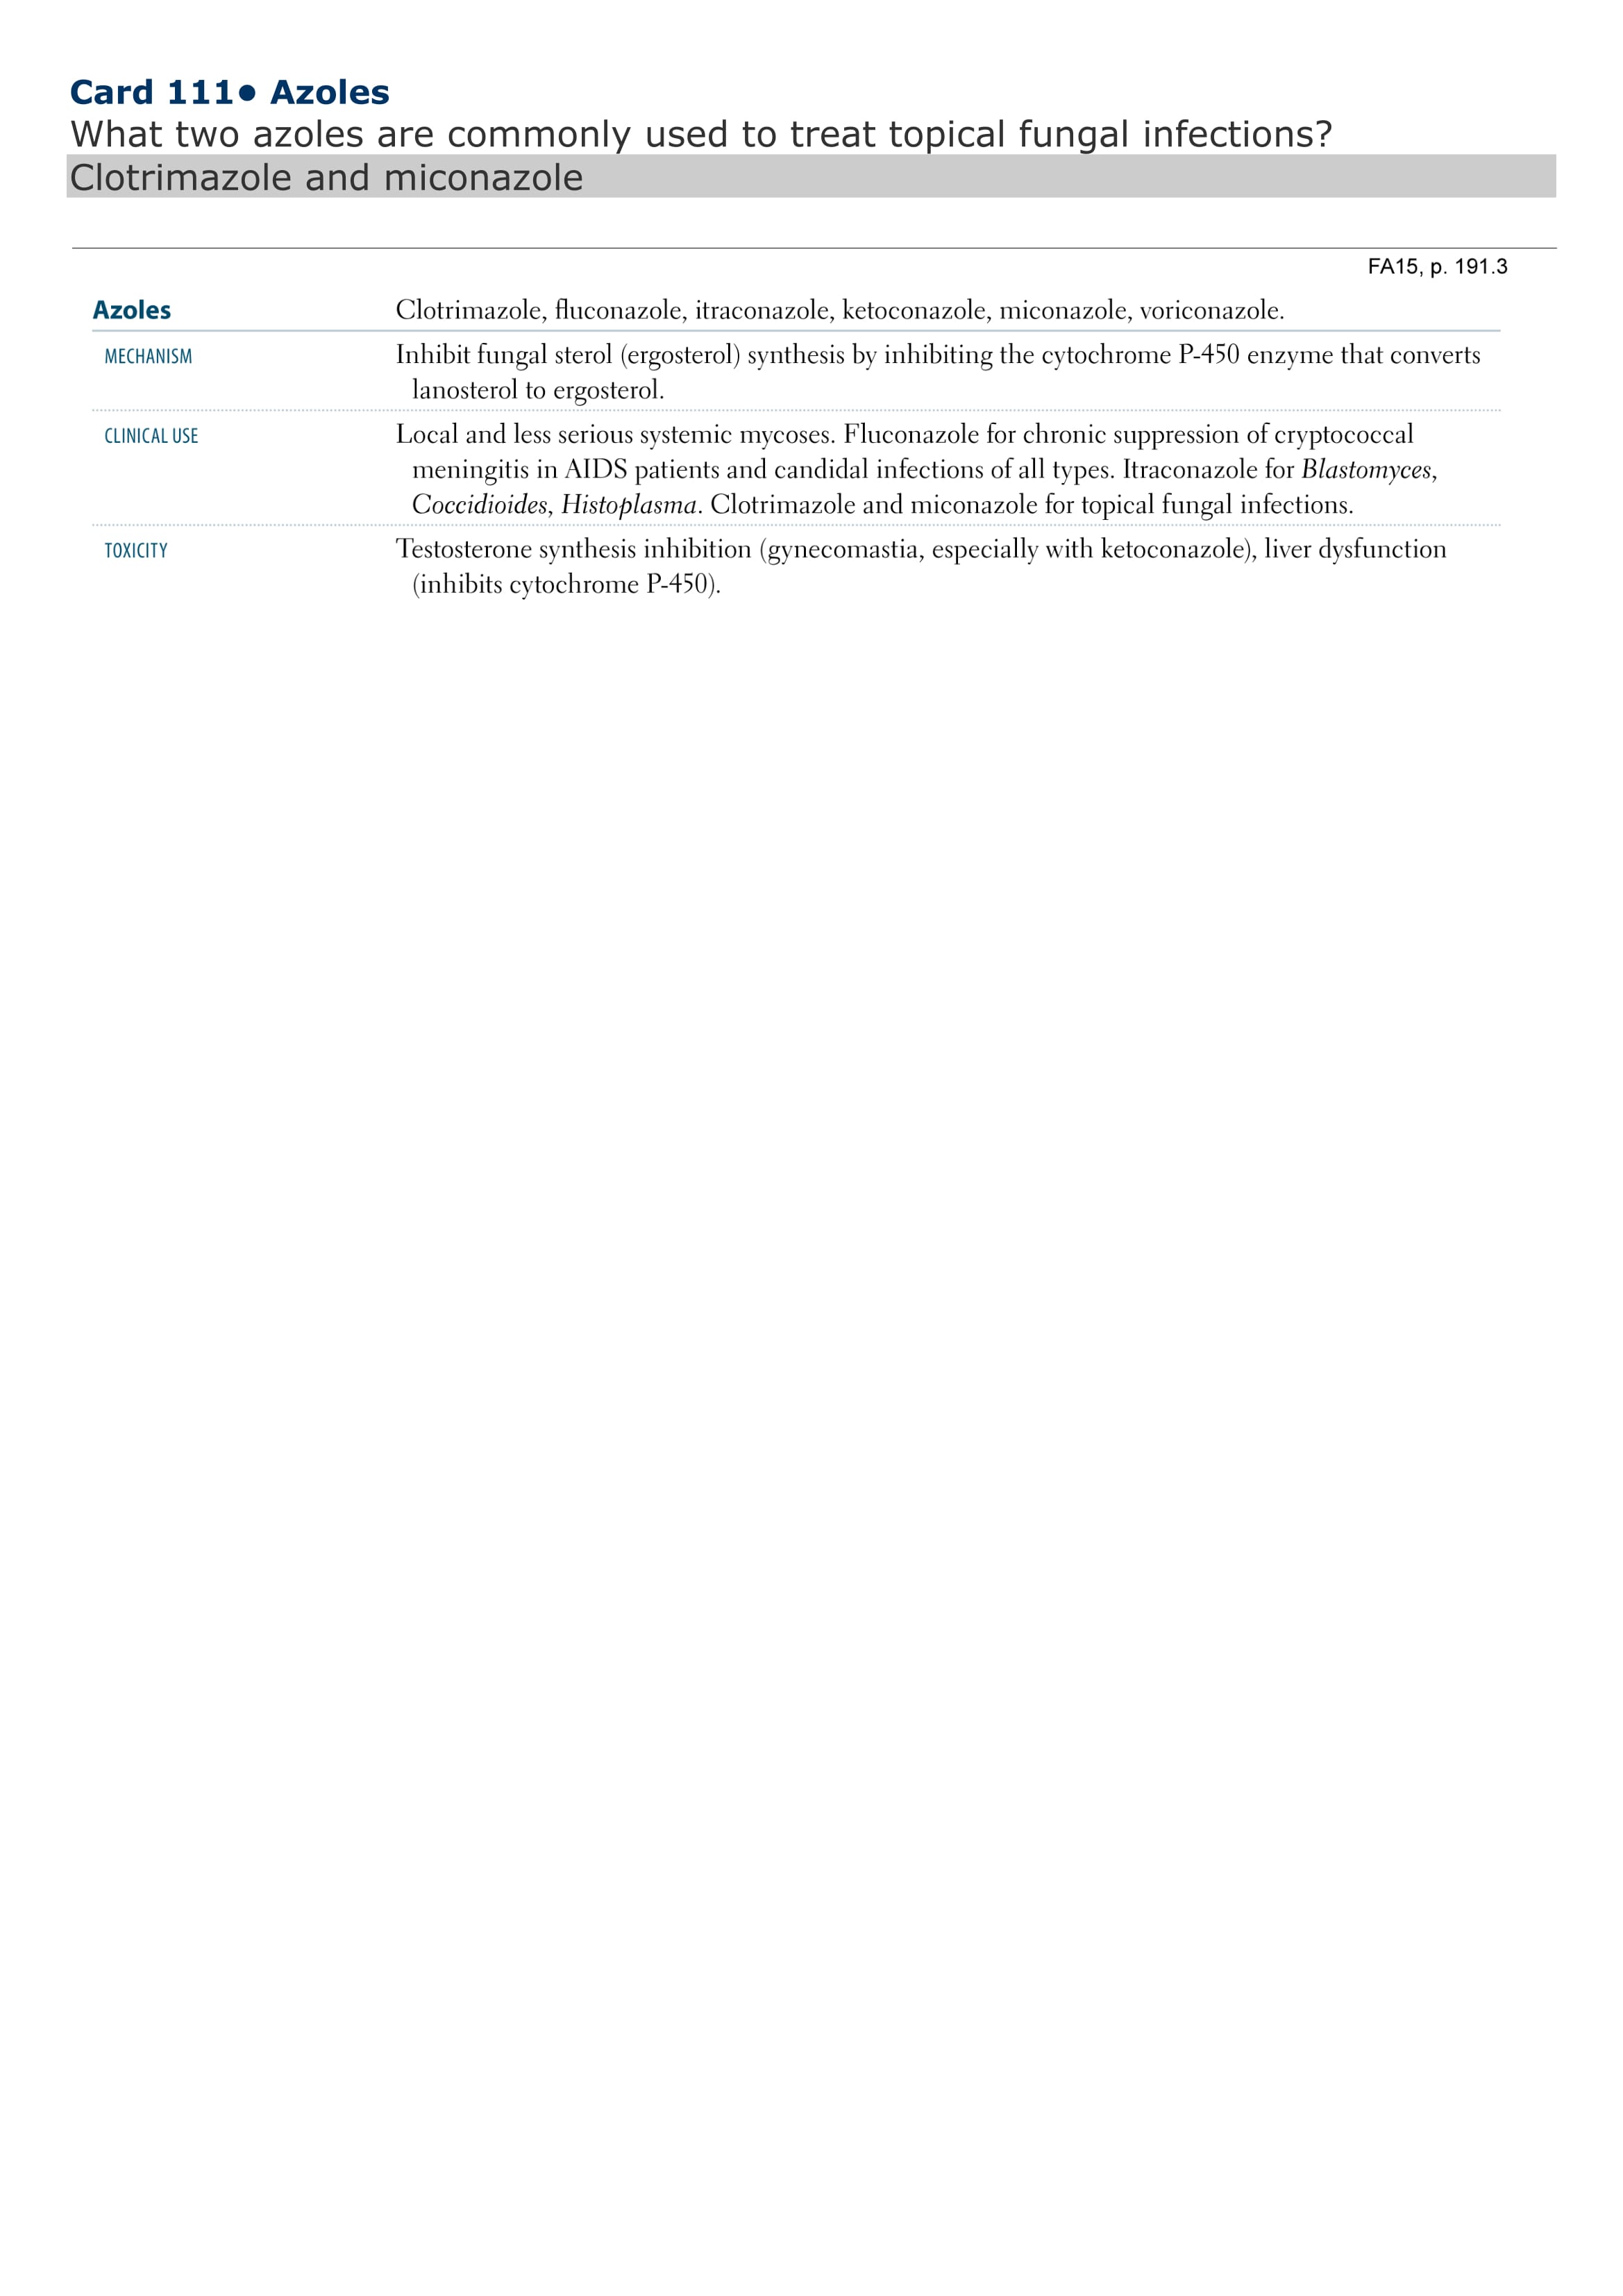 Card 111• Azoles
What two azoles are commonly used to treat topical fungal infections?
Clotrimazole and miconazole
FA15, p. 191.3
Azoles Clotrimazole, fluconazole, itraconazole, ketoconazole, miconazole, voriconazole.
MECHANISM Inhibit fungal sterol (ergosterol) synthesis by inhibiting the cytochrome P-450 enzyme that converts
lanosterol to ergosterol.
CLINICAL USE Local and less serious systemic mycoses. Fluconazole for chronic suppression of cryptococcal
meningitis in AIDS patients and candidal infections of all types. Itraconazole for Blastomyces,
Coccidioides, Histoplasma. Clotrimazole and miconazole for topical fungal infections.
TOXICITY Testosterone synthesis inhibition (gynecomastia, especially with ketoconazole), liver dysfunction
(inhibits cytochrome P-450).